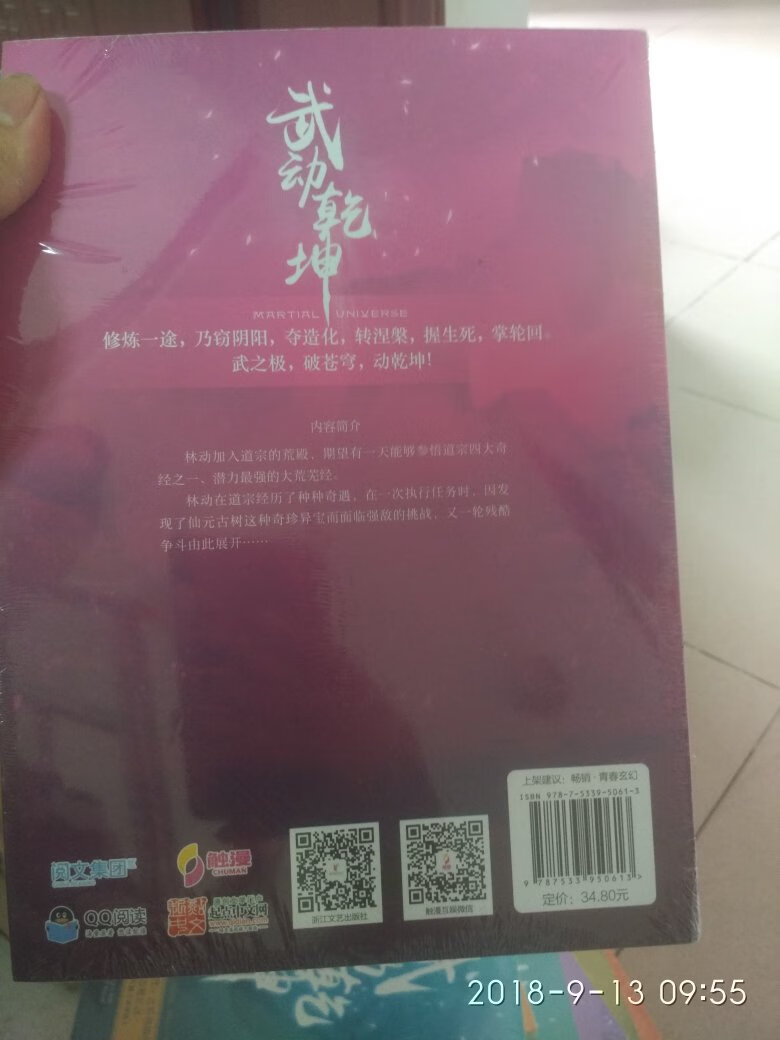 武动乾坤
MARTIAL UNIVERSE
修炼一途，乃窃阴阳，夺造化，转涅槃，握生死，掌轮回。
武之极，破苍穹，动乾坤！
内容简介
林动加入道宗的荒殿，期望有一天能够参悟道宗四大奇
经之一、潜力最强的大荒芜经。
林动在道宗经历了种种奇遇，在一次执行任务时，因发
现了仙元古树这种奇珍异宝而面临强敌的挑战，又一轮残酷
争斗由此展开……
上架建议：畅销·青春玄幻
ISBN 978-7-5339-5061-3
9 787533 950613 >
定价：34.80元
阅文集团
触漫
CHUMAN
QQ阅读
起点中文网
浙江文艺出版社
触漫互娱微信
2018-9-13 09:55